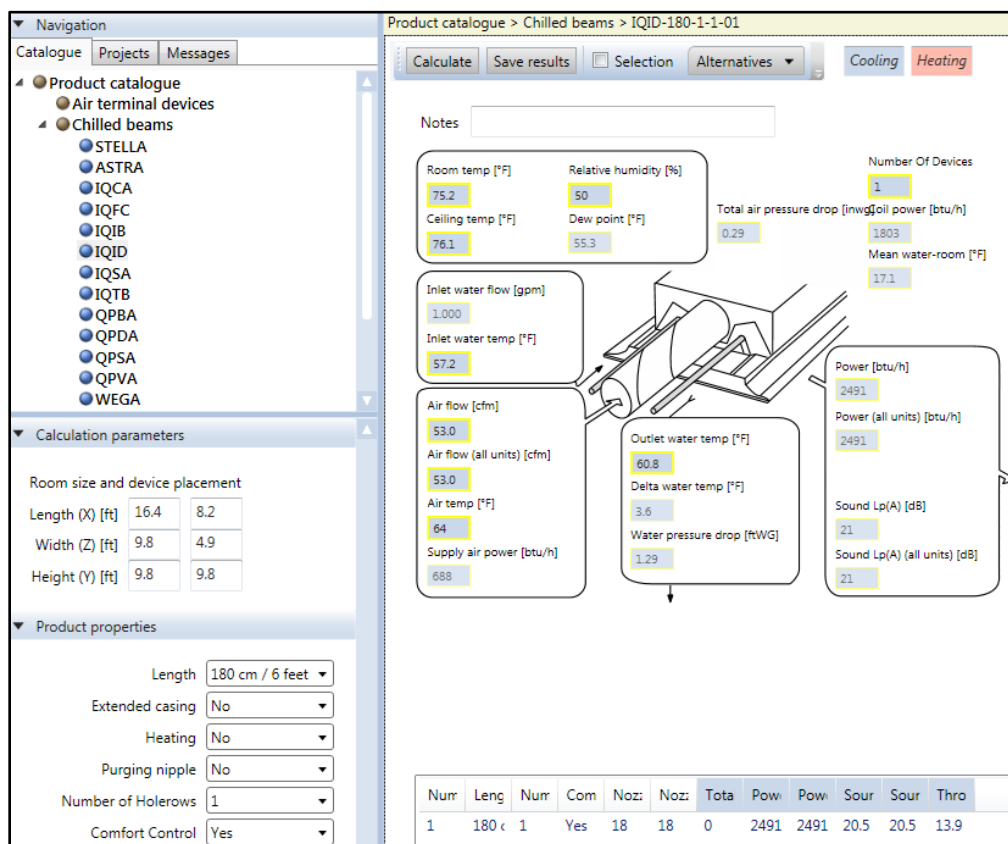 Navigation
Catalogue Projects Messages
Product catalogue
Air terminal devices
Chilled beams
STELLA
ASTRA
IQCA
IQFC
IQIB
IQID
IQSA
IQTB
QPBA
QPDA
QPSA
QPVA
WEGA
Calculation parameters
Room size and device placement
Length (X) [ft] 16.4 8.2
Width (Z) [ft] 9.8 4.9
Height (Y) [ft] 9.8 9.8
Product properties
Length 180 cm / 6 feet
Extended casing No
Heating No
Purging nipple No
Number of Holerows 1
Comfort Control Yes
Product catalogue > Chilled beams > IQID-180-1-1-01
Calculate Save results Selection Alternatives Cooling Heating
Notes
Room temp [°F] Relative humidity [%]
75.2 50
Ceiling temp [°F] Dew point [°F]
76.1 55.3
Total air pressure drop [inwg]
0.29
Number Of Devices
1
Coil power [btu/h]
1803
Mean water-room [°F]
17.1
Inlet water flow [gpm]
1.000
Inlet water temp [°F]
57.2
Air flow [cfm]
53.0
Air flow (all units) [cfm]
53.0
Air temp [°F]
64
Supply air power [btu/h]
688
Outlet water temp [°F]
60.8
Delta water temp [°F]
3.6
Water pressure drop [ftWG]
1.29
Power [btu/h]
2491
Power (all units) [btu/h]
2491
Sound Lp(A) [dB]
21
Sound Lp(A) (all units) [dB]
21
Num Leng Num Com Noz Noz Tota Pow Pow Sour Sour Thro
1 180 c 1 Yes 18 18 0 2491 2491 20.5 20.5 13.9